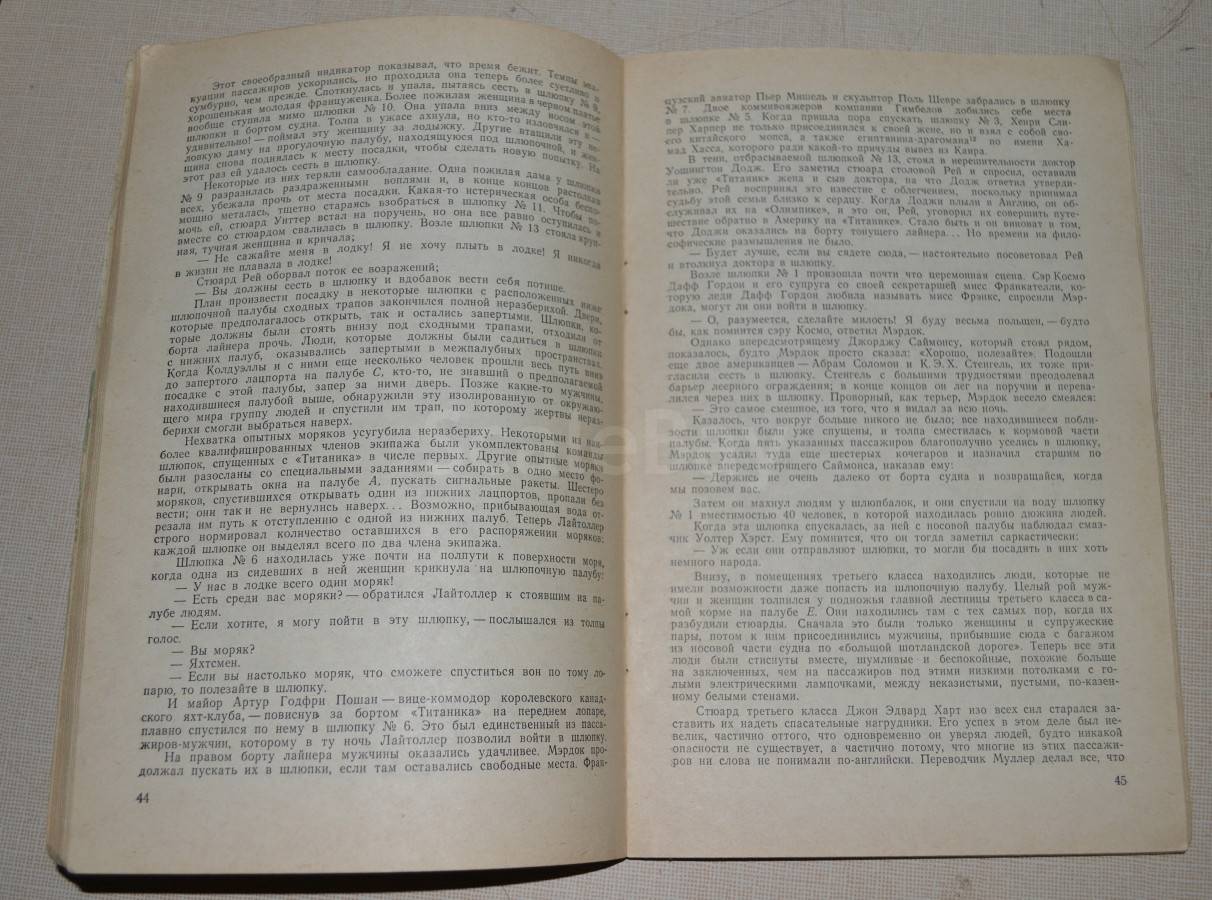 Этот своеобразный индикатор показывал, что время бежит. Темпы эва-
куации пассажиров ускорились, но проходила она теперь более суетливо и
сумбурно, чем прежде. Споткнулась и упала, пытаясь сесть в шлюпку № 9,
хорошенькая молодая француженка. Более пожилая женщина в черном платье
вообще ступила мимо шлюпки № 10. Она упала вниз между носом этой
шлюпки и бортом судна. Толпа в ужасе ахнула, но кто-то изловчился и —
удивительно! — поймал эту женщину за лодыжку. Другие втащили эту не-
ловкую даму на прогулочную палубу, находящуюся под шлюпочной, и жен-
щина снова поднялась к месту посадки, чтобы сделать новую попытку. На
этот раз ей удалось сесть в шлюпку.
Некоторые из них теряли самообладание. Одна пожилая дама у шлюпки
№ 9 разразилась раздраженными воплями и, в конце концов растолкав
всех, убежала прочь от места посадки. Какая-то истерическая особа беспо-
мощно металась, тщетно стараясь взобраться в шлюпку № 11. Чтобы по-
мочь ей, стюард Уиттер встал на поручень, но она все равно оступилась и
вместе со стюардом свалилась в шлюпку. Возле шлюпки № 13 стояла круп-
ная, тучная женщина и кричала;
— Не сажайте меня в лодку! Я не хочу плыть в лодке! Я никогда
в жизни не плавала в лодке!
Стюард Рей оборвал поток ее возражений;
— Вы должны сесть в шлюпку и вдобавок вести себя потише.
План произвести посадку в некоторые шлюпки с расположенных ниже
шлюпочной палубы сходных трапов закончился полной неразберихой. Двери,
которые предполагалось открыть, так и остались запертыми. Шлюпки, ко-
торые должны были стоять внизу под сходными трапами, отходили от
борта лайнера прочь. Люди, которые должны были садиться в шлюпки
с нижних палуб, оказывались запертыми в межпалубных пространствах.
Когда Колдуэллы и с ними еще несколько человек прошли весь путь вниз
до запертого лацпорта на палубе С, кто-то, не знавший о предполагаемой
посадке с этой палубы, запер за ними дверь. Позже какие-то мужчины,
находившиеся палубой выше, обнаружили эту изолированную от окружаю-
щего мира группу людей и спустили им трап, по которому жертвы нераз-
берихи смогли выбраться наверх.
Нехватка опытных моряков усугубила неразбериху. Некоторыми из наи-
более квалифицированных членов экипажа были укомплектованы команды
шлюпок, спущенных с «Титаника» в числе первых. Другие опытные моряки
были разосланы со специальными заданиями — собирать в одно место фо-
нари, открывать окна на палубе А, пускать сигнальные ракеты. Шестеро
моряков, спустившихся открывать один из нижних лацпортов, пропали без
вести; они так и не вернулись наверх... Возможно, прибывающая вода от-
резала им путь к отступлению с одной из нижних палуб. Теперь Лайтоллер
строго нормировал количество оставшихся в его распоряжении моряков:
каждой шлюпке он выделял всего по два члена экипажа.
Шлюпка № 6 находилась уже почти на полпути к поверхности моря,
когда одна из сидевших в ней женщин крикнула на шлюпочную палубу:
— У нас в лодке всего один моряк!
— Есть среди вас моряки? — обратился Лайтоллер к стоявшим на па-
лубе людям.
— Если хотите, я могу пойти в эту шлюпку, — послышался из толпы
голос.
— Вы моряк?
— Яхтсмен.
— Если вы настолько моряк, что сможете спуститься вон по тому ло-
парю, то полезайте в шлюпку.
И майор Артур Годфри Пошан — вице-коммодор королевского канад-
ского яхт-клуба, — повиснув за бортом «Титаника» на переднем лопаре,
плавно спустился по нему в шлюпку № 6. Это был единственный из пасса-
жиров-мужчин, которому в ту ночь Лайтоллер позволил войти в шлюпку.
На правом борту лайнера мужчины оказались удачливее. Мэрдок про-
должал пускать их в шлюпки, если там оставались свободные места. Фран-
44
цузский авиатор Пьер Мишель и скульптор Поль Шевре забрались в шлюпку
№ 7. Двое коммивояжеров компании Гимбелов добились себе места
в шлюпке № 5. Когда пришла пора спускать шлюпку № 3, Хенри Сли-
пер Харпер не только присоединился к своей жене, но и взял с собой свое-
го китайского мопса, а также египтянина-драгомана¹² по имени Ха-
мад Хасса, которого ради какой-то причуды вывез из Каира.
В тени, отбрасываемой шлюпкой № 13, стоял в нерешительности доктор
Уошингтон Додж. Его заметил стюард столовой Рей и спросил, оставили
ли уже «Титаник» жена и сын доктора, на что Додж ответил утверди-
тельно. Рей воспринял это известие с облегчением, поскольку принимал
судьбу этой семьи близко к сердцу. Когда Доджи плыли в Англию, он об-
служивал их на «Олимпике», и это он, Рей, уговорил их совершить путе-
шествие обратно в Америку на «Титанике». Стало быть и он виноват в том,
что Доджи оказались на борту тонущего лайнера... Но времени на фило-
софические размышления не было.
— Будет лучше, если вы сядете сюда, — настоятельно посоветовал Рей
и втолкнул доктора в шлюпку.
Возле шлюпки № 1 произошла почти что церемонная сцена. Сэр Космо
Дафф Гордон и его супруга со своей секретаршей мисс Франкателли, ко-
торую леди Дафф Гордон любила называть мисс Фрэнкс, спросили Мэр-
дока, могут ли они войти в шлюпку.
— О, разумеется, сделайте милость! Я буду весьма польщен, — будто
бы, как помнится сэру Космо, ответил Мэрдок.
Однако впередсмотрящему Джорджу Саймонсу, который стоял рядом,
показалось, будто Мэрдок просто сказал: «Хорошо, полезайте». Подошли
еще двое американцев — Абрам Соломон и К. Э. Х. Стенгель, их тоже при-
гласили сесть в шлюпку. Стенгель с большими трудностями преодолевал
барьер леерного ограждения; в конце концов он лег на поручни и перева-
лился через них в шлюпку. Проворный, как терьер, Мэрдок весело смеялся:
— Это самое смешное, из того, что я видал за всю ночь.
Казалось, что вокруг больше никого не было; все находившиеся побли-
зости шлюпки были уже спущены, и толпа сместилась к кормовой части
палубы. Когда пять указанных пассажиров благополучно уселись в шлюпку,
Мэрдок усадил туда еще шестерых кочегаров и назначил старшим по
шлюпке впередсмотрящего Саймонса, наказав ему:
— Держись не очень далеко от борта судна и возвращайся, когда
мы позовем вас.
Затем он махнул людям у шлюпбалок, и они спустили на воду шлюпку
№ 1 вместимостью 40 человек, в которой находилась ровно дюжина людей.
Когда эта шлюпка спускалась, за ней с носовой палубы наблюдал смаз-
чик Уолтер Хэрст. Ему помнится, что он тогда заметил саркастически:
— Уж если они отправляют шлюпки, то могли бы посадить в них хоть
немного народа.
Внизу, в помещениях третьего класса находились люди, которые не
имели возможности даже попасть на шлюпочную палубу. Целый рой муж-
чин и женщин толпился у подножья главной лестницы третьего класса в са-
мой корме на палубе Е. Они находились там с тех самых пор, когда их
разбудили стюарды. Сначала это были только женщины и супружеские
пары, потом к ним присоединились мужчины, прибывшие сюда с багажом
из носовой части судна по «большой шотландской дороге». Теперь все эти
люди были стиснуты вместе, шумливые и беспокойные, похожие больше
на заключенных, чем на пассажиров под этими низкими потолками с го-
лыми электрическими лампочками, между неказистыми, пустыми, по-казен-
ному белыми стенами.
Стюард третьего класса Джон Эдвард Харт изо всех сил старался за-
ставить их надеть спасательные нагрудники. Его успех в этом деле был не-
велик, частично оттого, что одновременно он уверял людей, будто никакой
опасности не существует, а частично потому, что многие из этих пассажи-
ров ни слова не понимали по-английски. Переводчик Муллер делал все, что
45